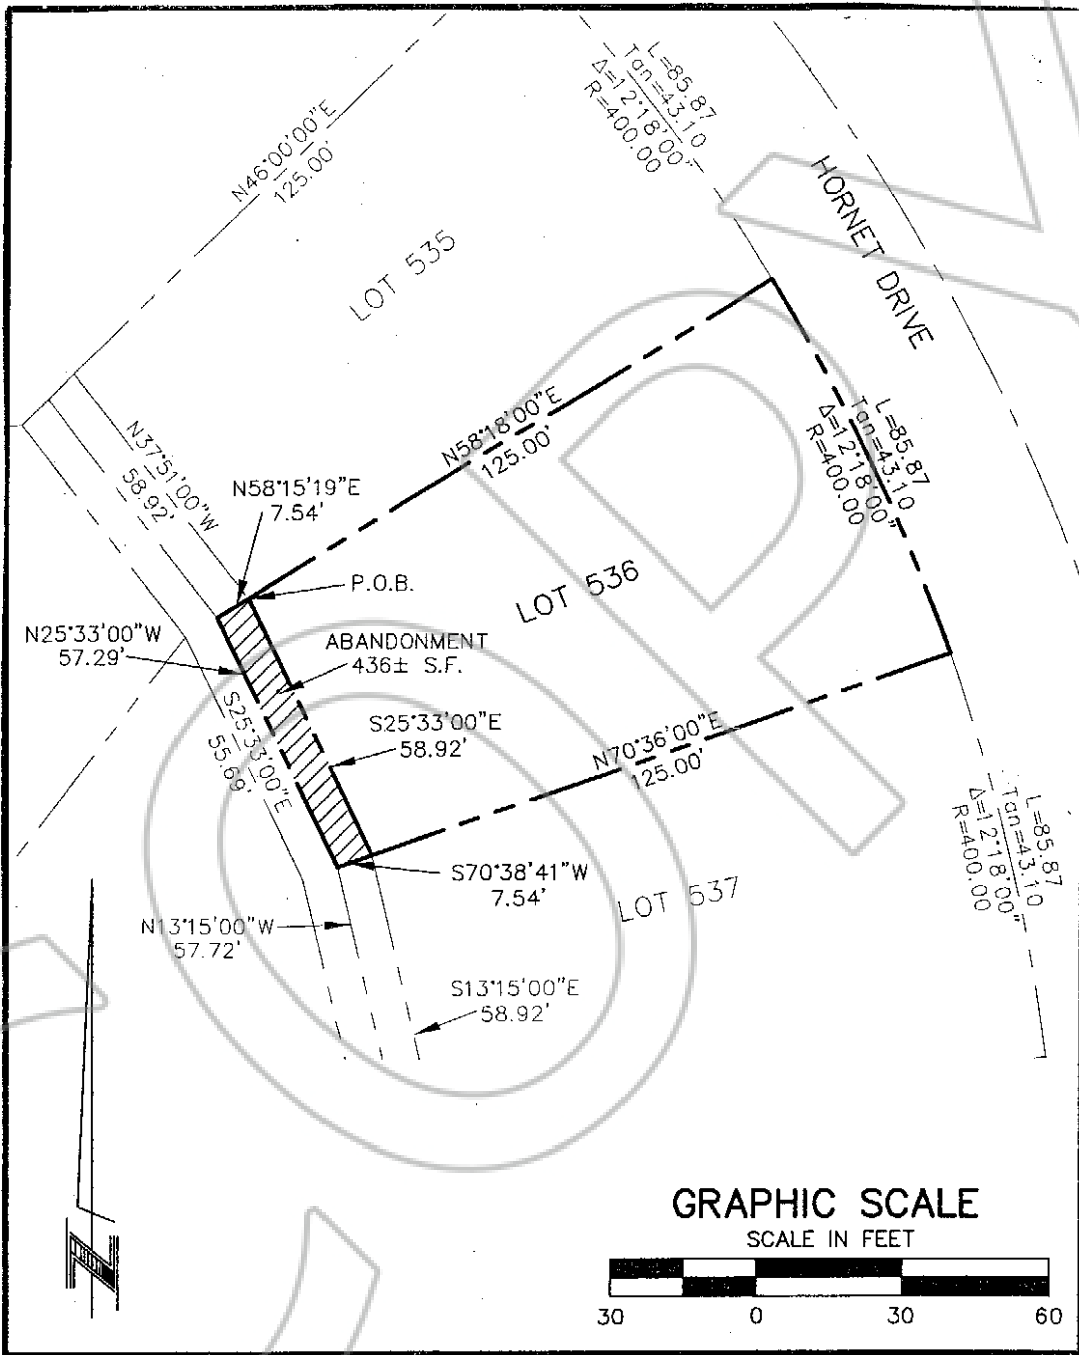 L=85.87
Tan=43.10
Δ=12°18'00"
R=400.00
HORNET DRIVE
N46°00'00"E
125.00'
LOT 535
N58°18'00"E
125.00'
L=85.87
Tan=43.10
Δ=12°18'00"
R=400.00
N37°51'00"W
58.92'
N58°15'19"E
7.54'
P.O.B.
LOT 536
N25°33'00"W
57.29'
ABANDONMENT
436± S.F.
S25°33'00"E
55.69'
S25°33'00"E
58.92'
N70°36'00"E
125.00'
L=85.87
Tan=43.10
Δ=12°18'00"
R=400.00
S70°38'41"W
7.54'
LOT 537
N13°15'00"W
57.72'
S13°15'00"E
58.92'
COPY
N
GRAPHIC SCALE
SCALE IN FEET
30 0 30 60